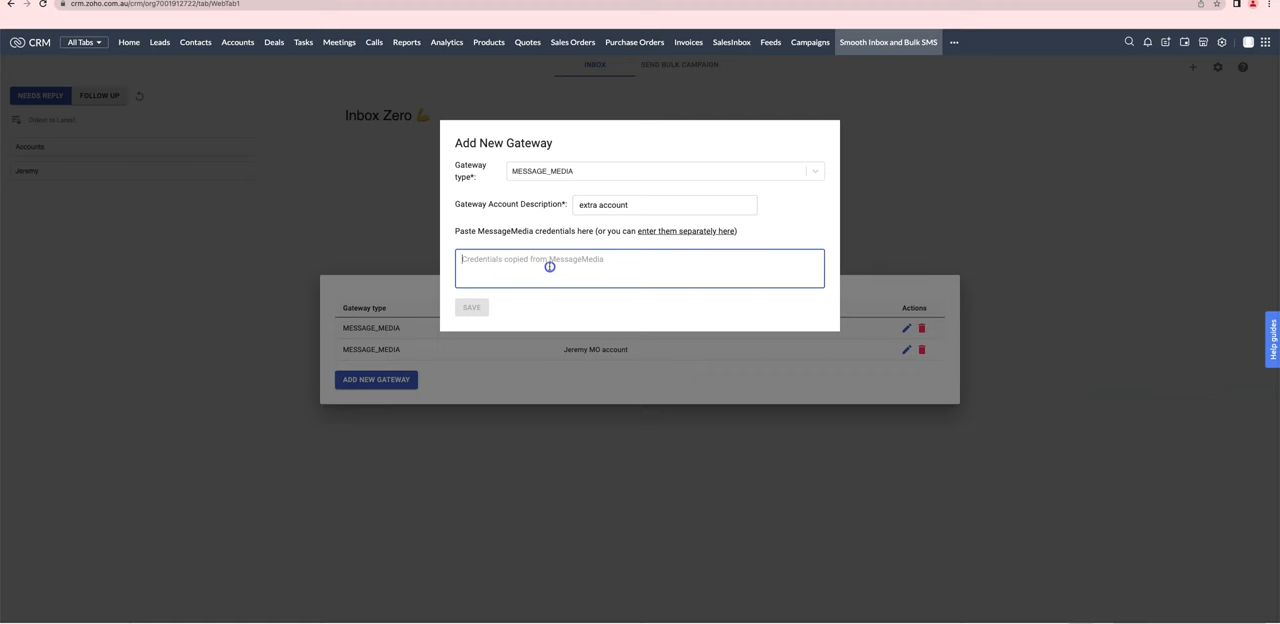 crm.zoho.com.au/crm/org7001912722/tab/WebTab1
CRM All Tabs Home Leads Contacts Accounts Deals Tasks Meetings Calls Reports Analytics Products Quotes Sales Orders Purchase Orders Invoices SalesInbox Feeds Campaigns Smooth Inbox and Bulk SMS
INBOX SEND BULK CAMPAIGN
NEEDS REPLY FOLLOW UP
Inbox Zero 💪
Oldest to Latest
Accounts
Jeremy
Add New Gateway
Gateway
type*:
MESSAGE_MEDIA
Gateway Account Description*: extra account
Paste MessageMedia credentials here (or you can enter them separately here)
Credentials copied from MessageMedia
SAVE
Gateway type Actions
MESSAGE_MEDIA
MESSAGE_MEDIA Jeremy MO account
ADD NEW GATEWAY
Help guides